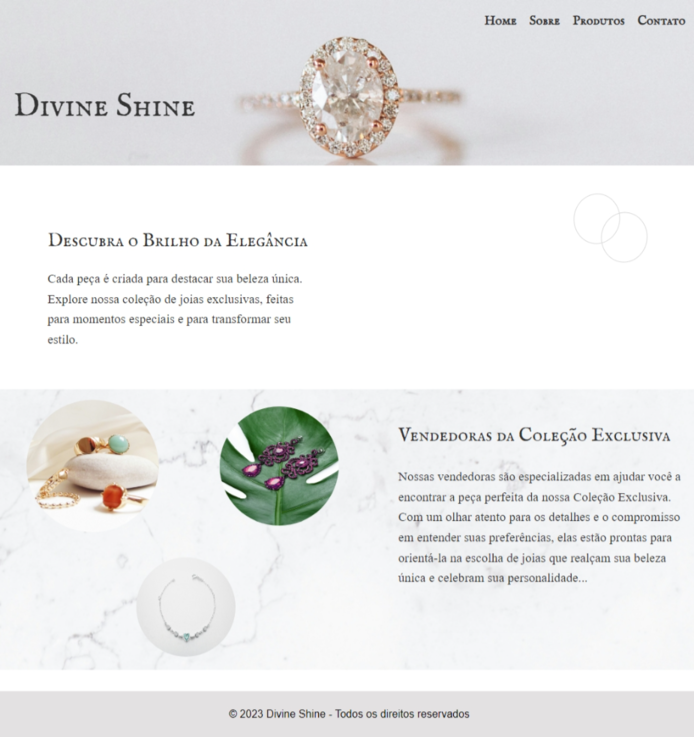 Home Sobre Produtos Contato
Divine Shine
Descubra o Brilho da Elegância
Cada peça é criada para destacar sua beleza única.
Explore nossa coleção de joias exclusivas, feitas
para momentos especiais e para transformar seu
estilo.
Vendedoras da Coleção Exclusiva
Nossas vendedoras são especializadas em ajudar você a
encontrar a peça perfeita da nossa Coleção Exclusiva.
Com um olhar atento para os detalhes e o compromisso
em entender suas preferências, elas estão prontas para
orientá-la na escolha de joias que realçam sua beleza
única e celebram sua personalidade...
© 2023 Divine Shine - Todos os direitos reservados